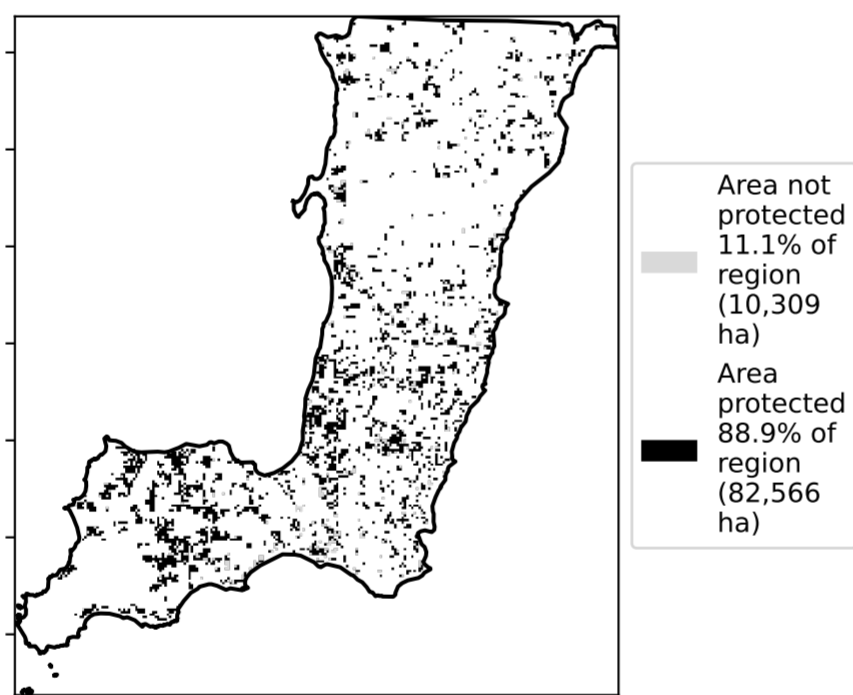 Area not
protected
11.1% of
region
(10,309
ha)
Area
protected
88.9% of
region
(82,566
ha)